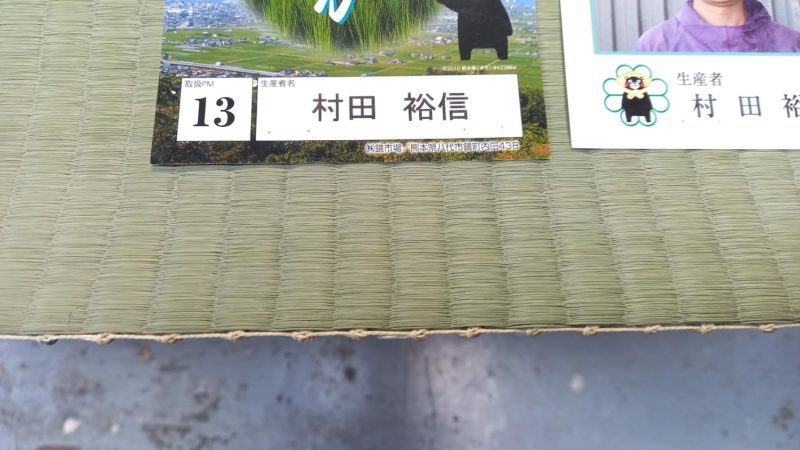 ©2010 熊本県くまモン#K23864
取扱PM
13
生産者名
村田 裕信
㈱鏡市場/熊本県八代市鏡町内田438
生産者
村田裕